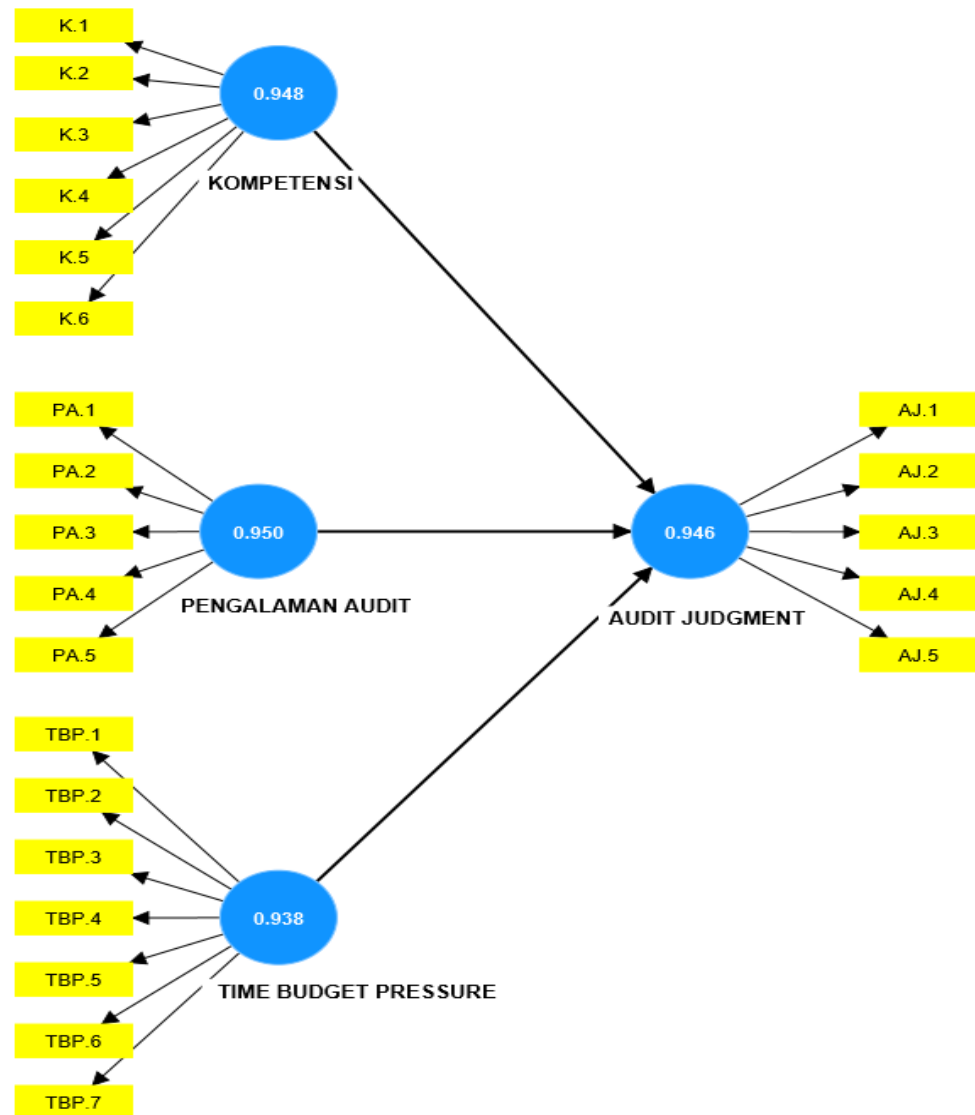 K.1
K.2
K.3
K.4
K.5
K.6
0.948
KOMPETENSI
PA.1
PA.2
PA.3
PA.4
PA.5
0.950
PENGALAMAN AUDIT
TBP.1
TBP.2
TBP.3
TBP.4
TBP.5
TBP.6
TBP.7
0.938
TIME BUDGET PRESSURE
0.946
AUDIT JUDGMENT
AJ.1
AJ.2
AJ.3
AJ.4
AJ.5